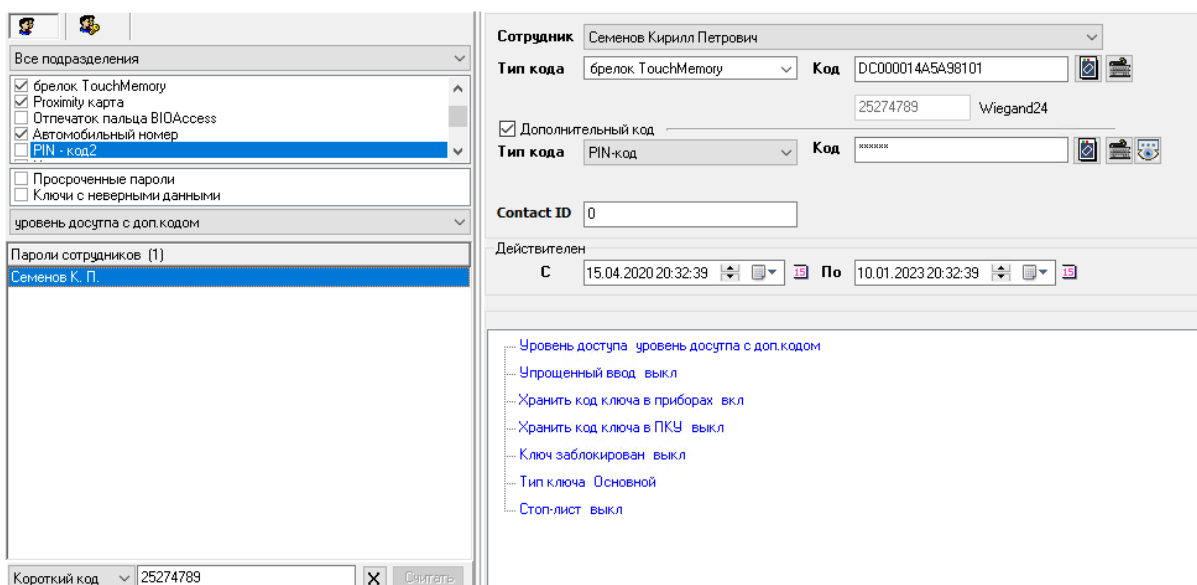 Все подразделения
брелок TouchMemory
Proximity карта
Отпечаток пальца BIOAccess
Автомобильный номер
PIN - код2
Просроченные пароли
Ключи с неверными данными
уровень досутпа с доп.кодом
Пароли сотрудников (1)
Семенов К. П.
Короткий код 25274789 X Считать
Сотрудник Семенов Кирилл Петрович
Тип кода брелок TouchMemory Код DC000014A5A98101
25274789 Wiegand24
Дополнительный код
Тип кода PIN-код Код ××××××
Contact ID 0
Действителен
С 15.04.2020 20:32:39 15 По 10.01.2023 20:32:39 15
Уровень доступа уровень досутпа с доп.кодом
Упрощенный ввод выкл
Хранить код ключа в приборах вкл
Хранить код ключа в ПКУ выкл
Ключ заблокирован выкл
Тип ключа Основной
Стоп-лист выкл